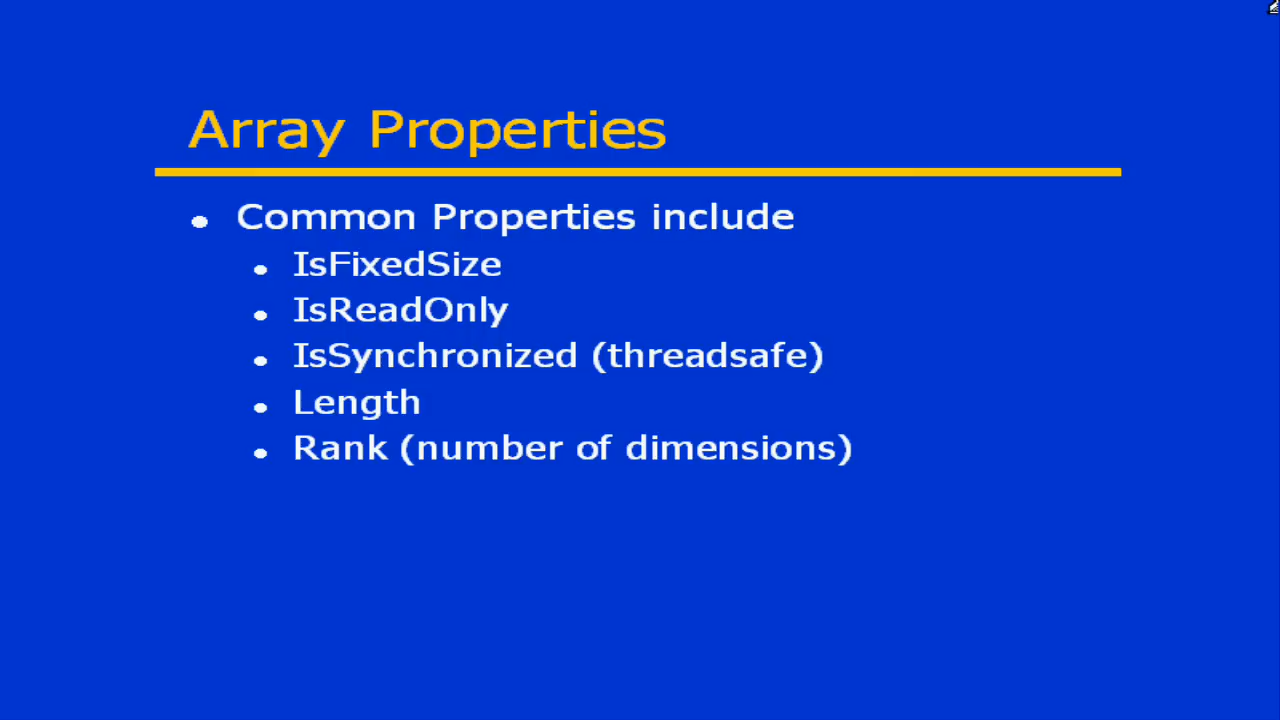 Array Properties
Common Properties include
IsFixedSize
IsReadOnly
IsSynchronized (threadsafe)
Length
Rank (number of dimensions)